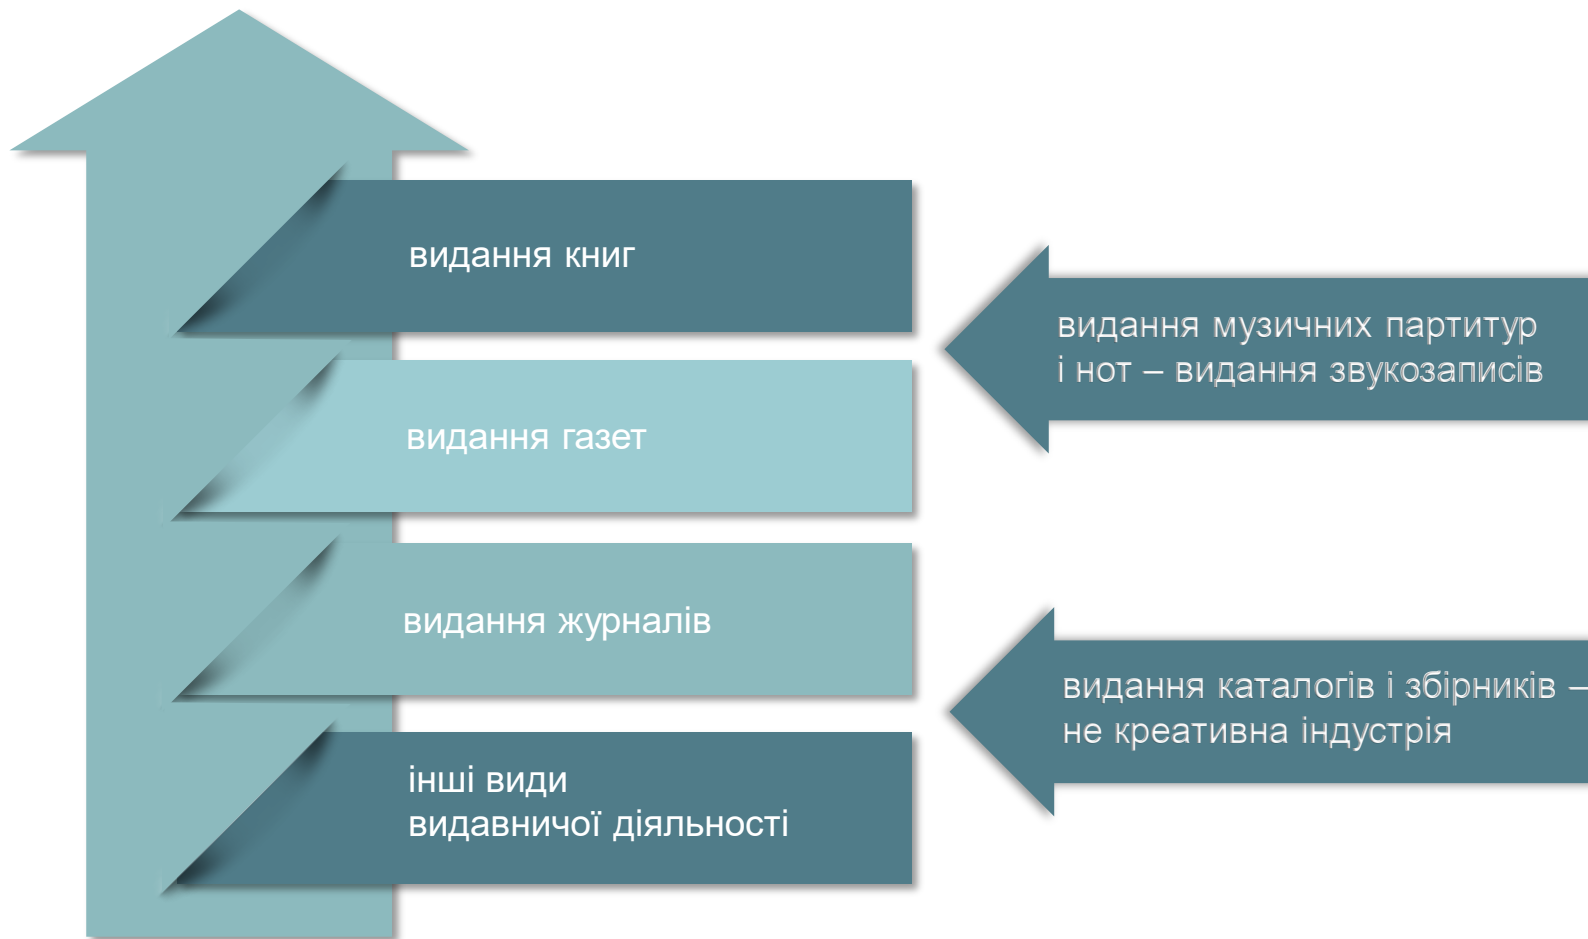 видання книг
видання газет
видання журналів
інші види
видавничої діяльності
видання музичних партитур
і нот – видання звукозаписів
видання каталогів і збірників –
не креативна індустрія